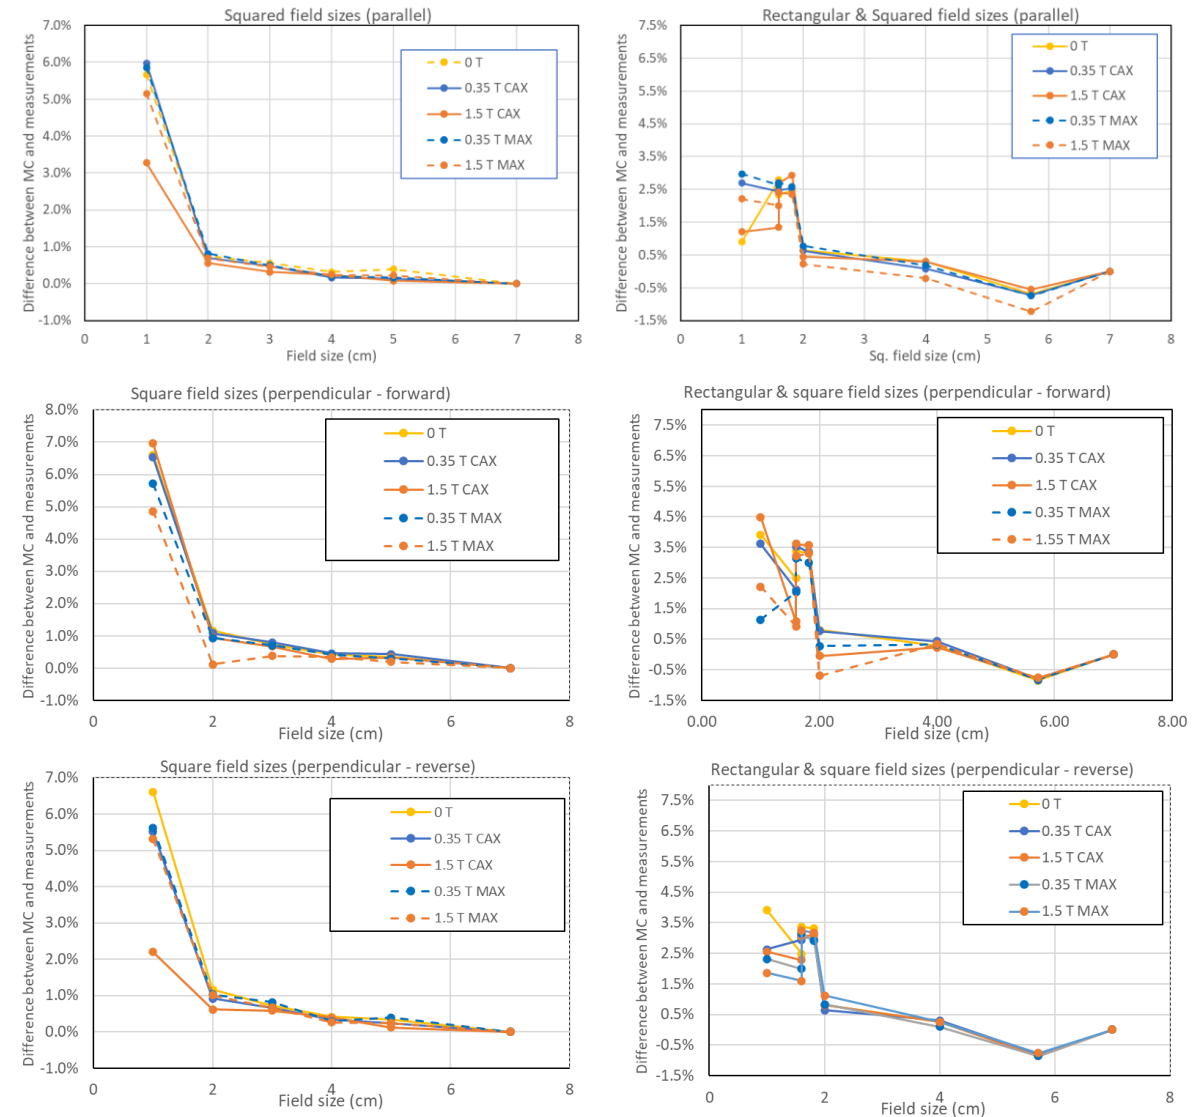 Squared field sizes (parallel)
Difference between MC and measurements
7.0%
6.0%
5.0%
4.0%
3.0%
2.0%
1.0%
0.0%
-1.0%
0 T
0.35 T CAX
1.5 T CAX
0.35 T MAX
1.5 T MAX
0 1 2 3 4 5 6 7 8
Field size (cm)
Rectangular & Squared field sizes (parallel)
Difference between MC and measurements
7.5%
6.5%
5.5%
4.5%
3.5%
2.5%
1.5%
0.5%
-0.5%
-1.5%
0 T
0.35 T CAX
1.5 T CAX
0.35 T MAX
1.5 T MAX
0 1 2 3 4 5 6 7 8
Sq. field size (cm)
Square field sizes (perpendicular - forward)
Difference between MC and measurements
8.0%
7.0%
6.0%
5.0%
4.0%
3.0%
2.0%
1.0%
0.0%
-1.0%
0 T
0.35 T CAX
1.5 T CAX
0.35 T MAX
1.5 T MAX
0 2 4 6 8
Field size (cm)
Rectangular & square field sizes (perpendicular - forward)
Difference between MC and measurements
7.5%
6.5%
5.5%
4.5%
3.5%
2.5%
1.5%
0.5%
-0.5%
-1.5%
0 T
0.35 T CAX
1.5 T CAX
0.35 T MAX
1.55 T MAX
0.00 2.00 4.00 6.00 8.00
Field size (cm)
Square field sizes (perpendicular - reverse)
Difference between MC and measurements
7.0%
6.0%
5.0%
4.0%
3.0%
2.0%
1.0%
0.0%
-1.0%
0 T
0.35 T CAX
1.5 T CAX
0.35 T MAX
1.5 T MAX
0 2 4 6 8
Field size (cm)
Rectangular & square field sizes (perpendicular - reverse)
Difference between MC and measurements
7.5%
6.5%
5.5%
4.5%
3.5%
2.5%
1.5%
0.5%
-0.5%
-1.5%
0 T
0.35 T CAX
1.5 T CAX
0.35 T MAX
1.5 T MAX
0 2 4 6 8
Field size (cm)